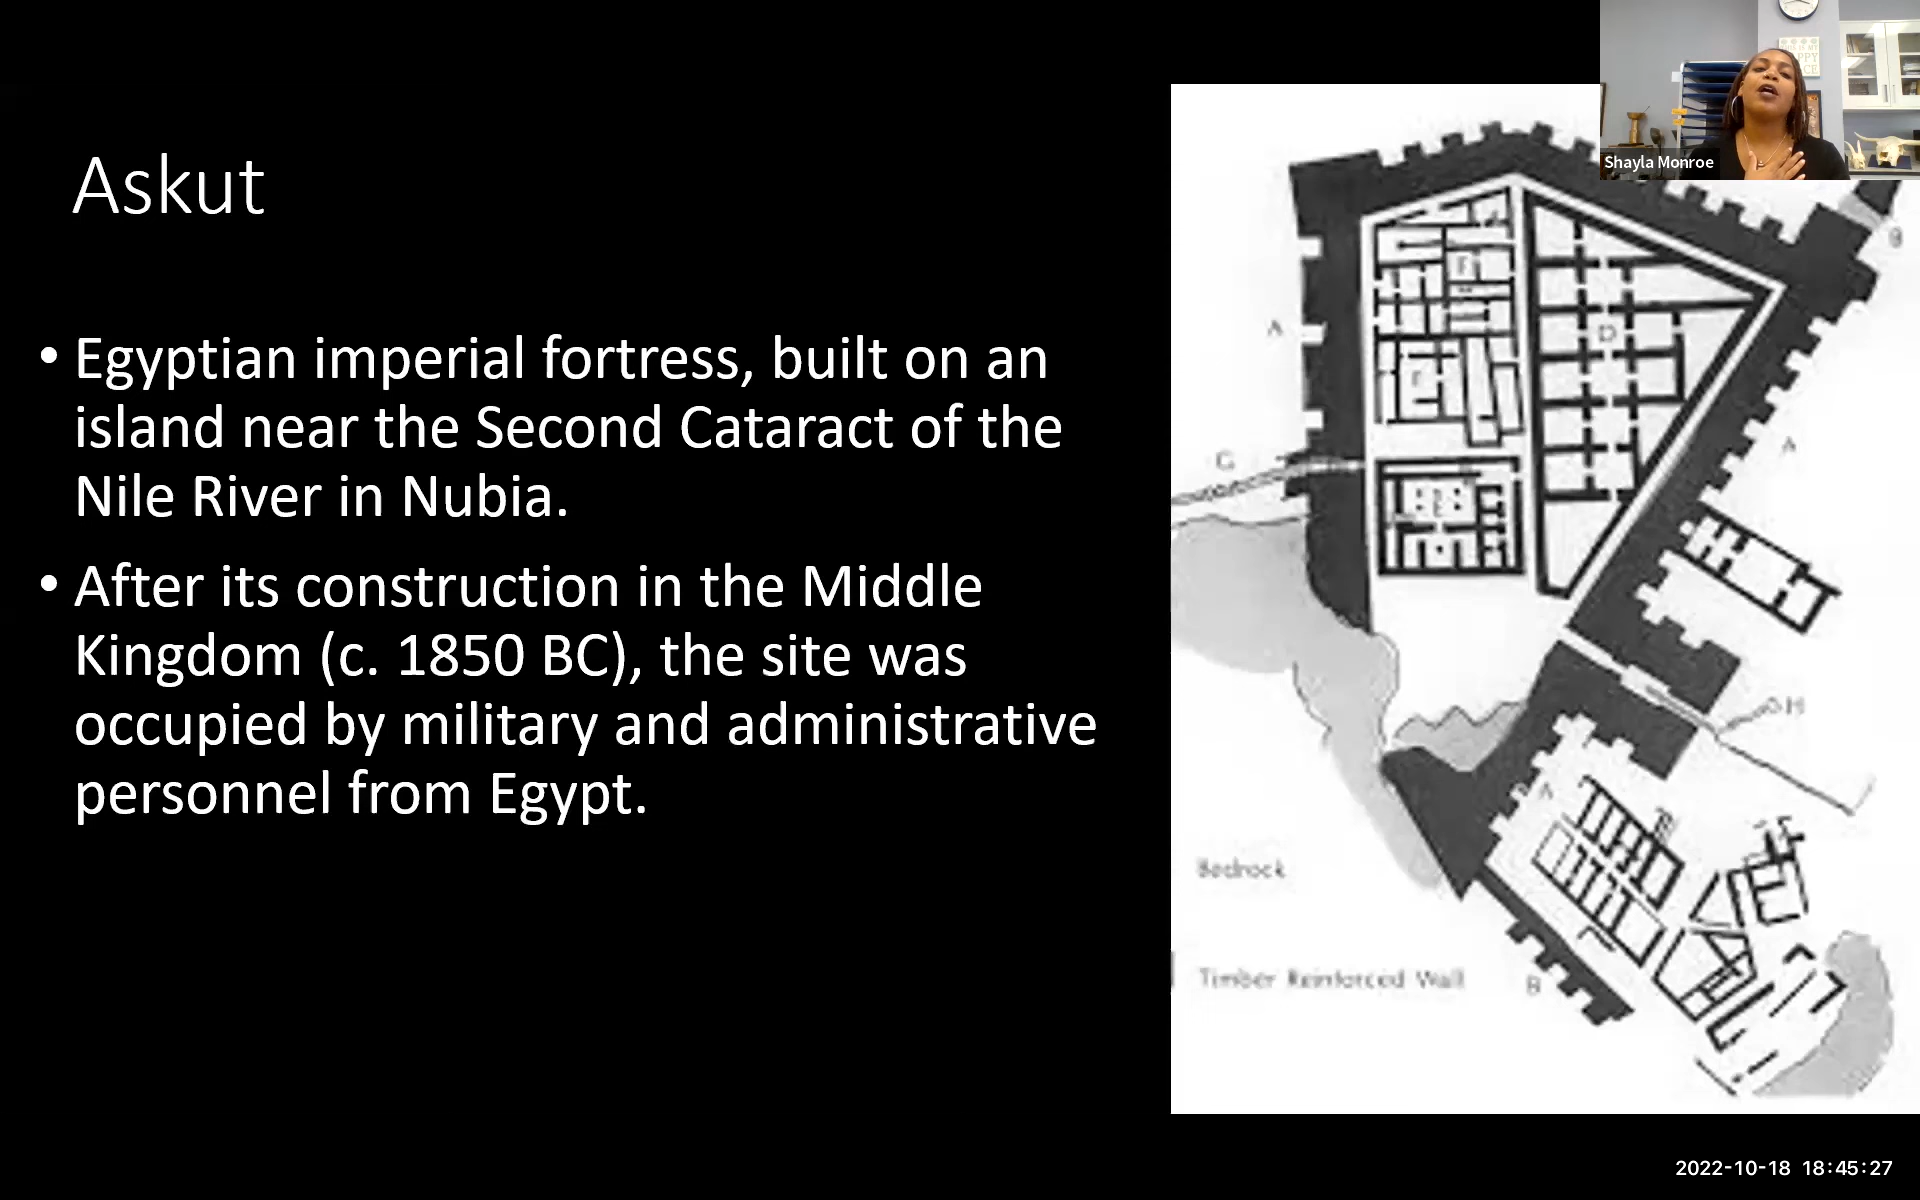 Shayla Monroe
Askut
• Egyptian imperial fortress, built on an
island near the Second Cataract of the
Nile River in Nubia.
• After its construction in the Middle
Kingdom (c. 1850 BC), the site was
occupied by military and administrative
personnel from Egypt.
B
F
D
A
A
G
E
H
A
Bedrock
Timber Reinforced Wall
B
2022-10-18 18:45:27